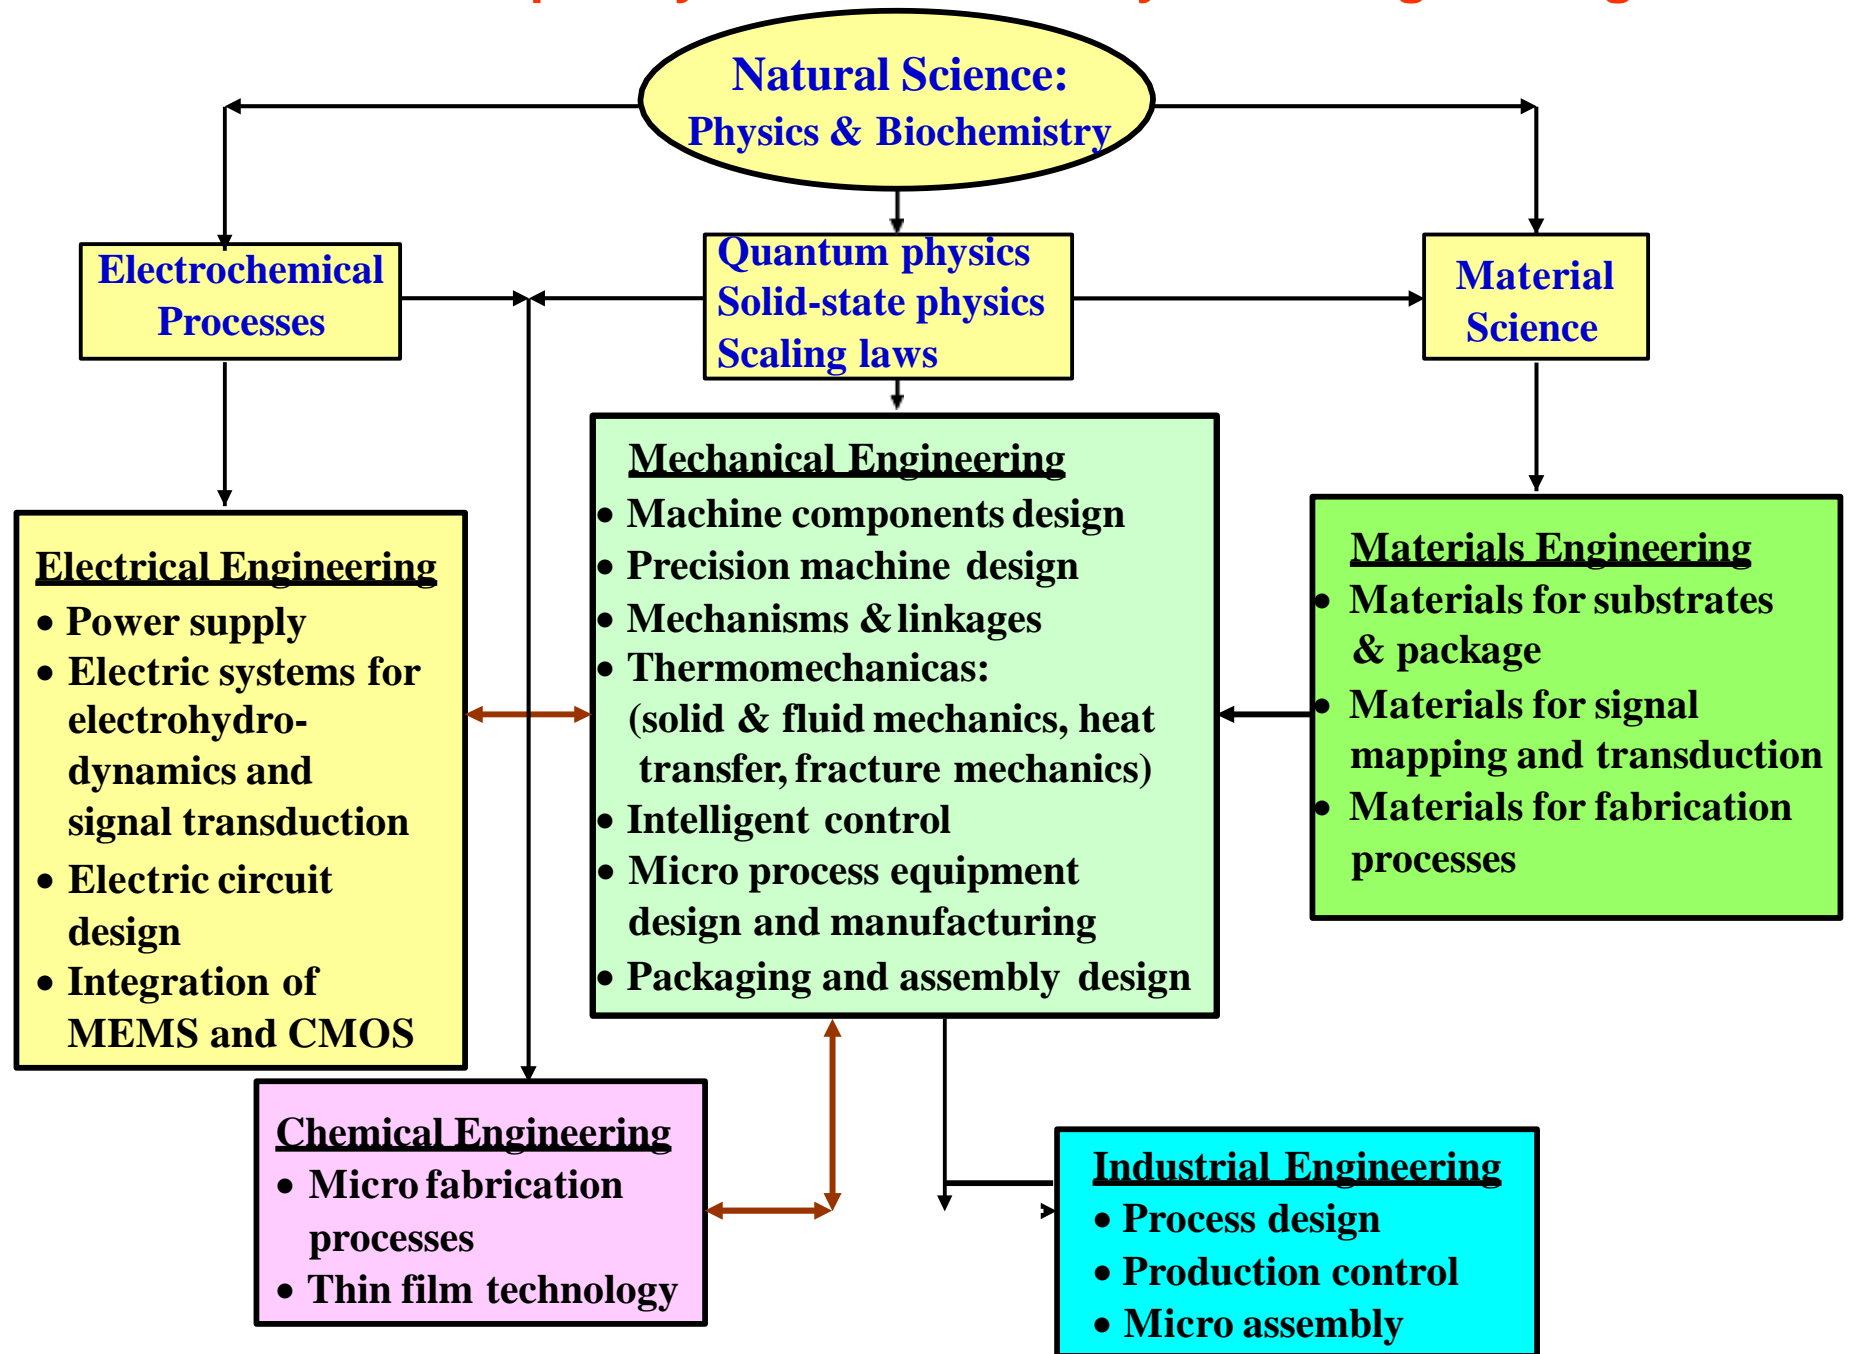 Natural Science:
Physics & Biochemistry
Electrochemical
Processes
Quantum physics
Solid-state physics
Scaling laws
Material
Science
Electrical Engineering
• Power supply
• Electric systems for
electrohydro-
dynamics and
signal transduction
• Electric circuit
design
• Integration of
MEMS and CMOS
Mechanical Engineering
• Machine components design
• Precision machine design
• Mechanisms & linkages
• Thermomechanicas:
(solid & fluid mechanics, heat
transfer, fracture mechanics)
• Intelligent control
• Micro process equipment
design and manufacturing
• Packaging and assembly design
Materials Engineering
• Materials for substrates
& package
• Materials for signal
mapping and transduction
• Materials for fabrication
processes
Chemical Engineering
• Micro fabrication
processes
• Thin film technology
Industrial Engineering
• Process design
• Production control
• Micro assembly